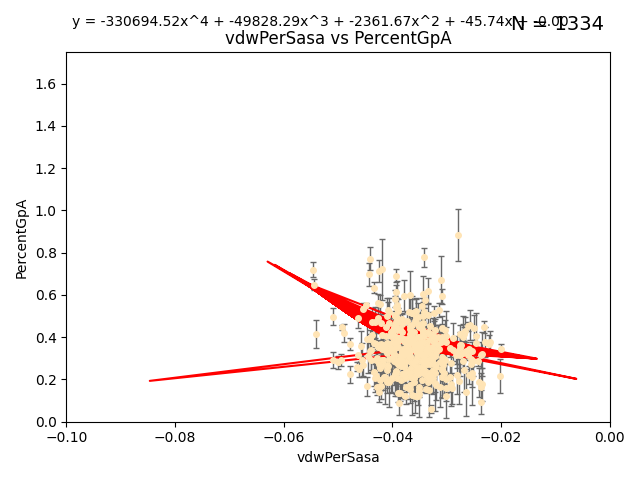 y = -330694.52x^4 + -49828.29x^3 + -2361.67x^2 + -45.74x + 0.00
N = 1334
vdwPerSasa vs PercentGpA
1.6
1.4
1.2
1.0
0.8
0.6
0.4
0.2
0.0
PercentGpA
−0.10 −0.08 −0.06 −0.04 −0.02 0.00
vdwPerSasa